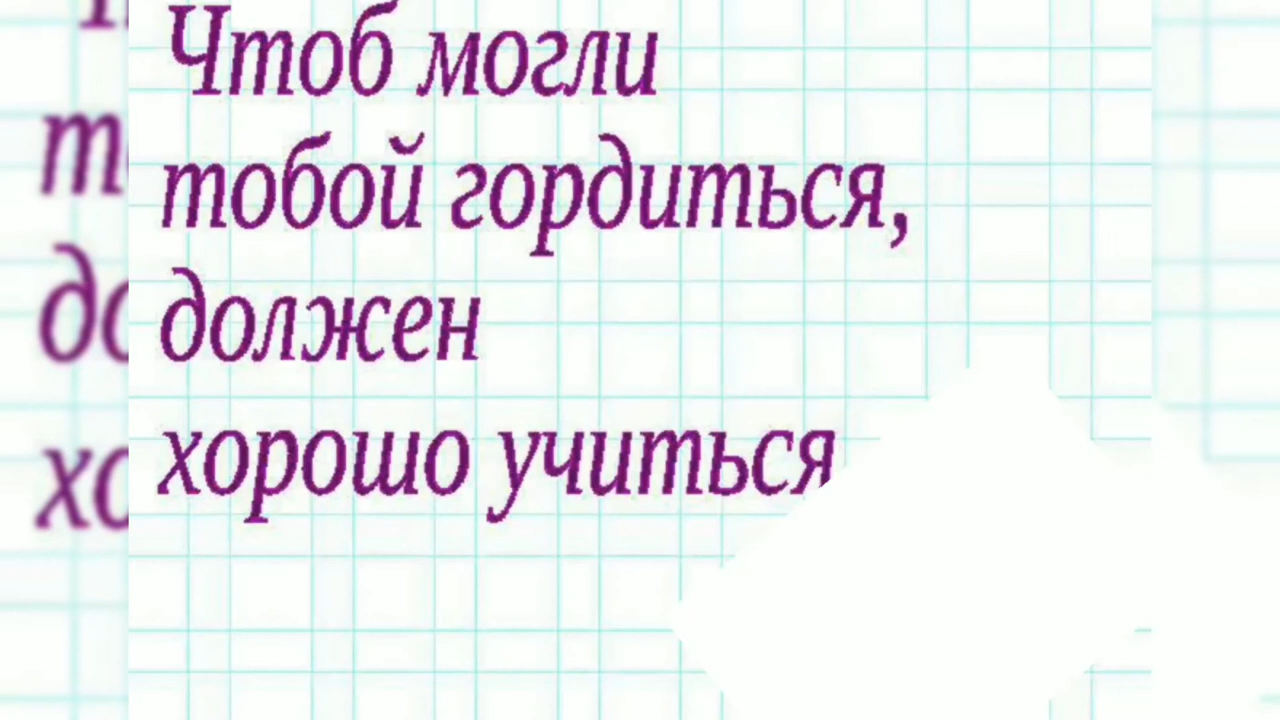 Чтоб могли
тобой гордиться,
должен
хорошо учиться